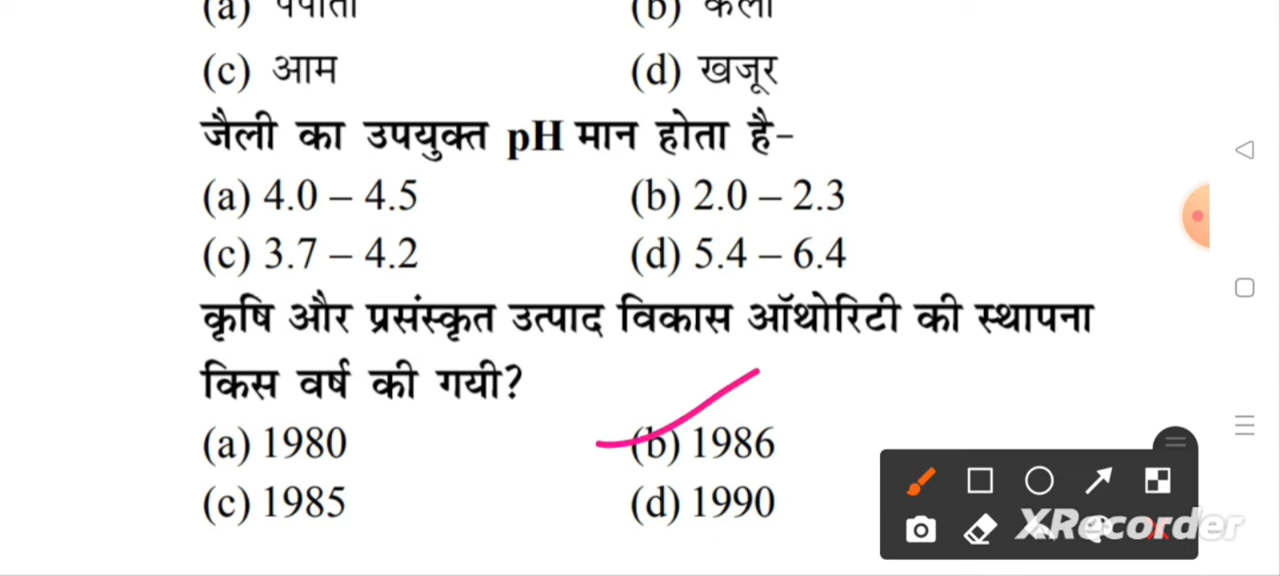 (a) पपीता (b) केला
(c) आम (d) खजूर
जैली का उपयुक्त pH मान होता है-
(a) 4.0 – 4.5 (b) 2.0 – 2.3
(c) 3.7 – 4.2 (d) 5.4 – 6.4
कृषि और प्रसंस्कृत उत्पाद विकास ऑथोरिटी की स्थापना
किस वर्ष की गयी?
(a) 1980 (b) 1986
(c) 1985 (d) 1990
XRecorder